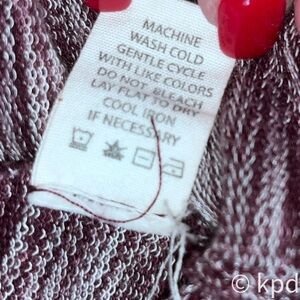 MACHINE
WASH COLD
GENTLE CYCLE
WITH LIKE COLORS
DO NOT BLEACH
LAY FLAT TO DRY
COOL IRON
IF NECESSARY
© kpd